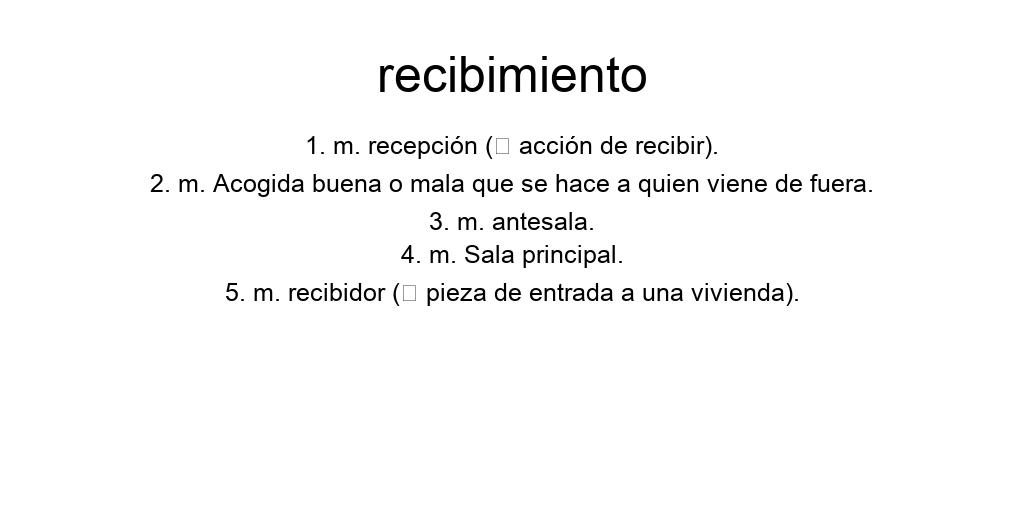 recibimiento
1. m. recepción (□ acción de recibir).
2. m. Acogida buena o mala que se hace a quien viene de fuera.
3. m. antesala.
4. m. Sala principal.
5. m. recibidor (□ pieza de entrada a una vivienda).